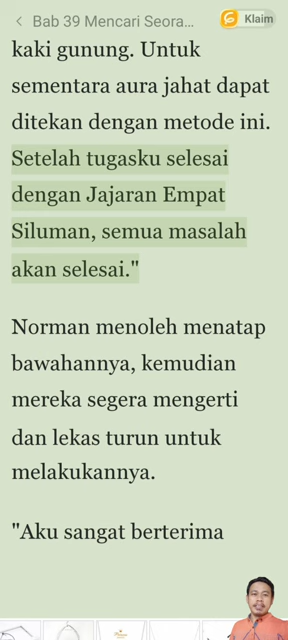 Bab 39 Mencari Seora...
Klaim
kaki gunung. Untuk
sementara aura jahat dapat
ditekan dengan metode ini.
Setelah tugasku selesai
dengan Jajaran Empat
Siluman, semua masalah
akan selesai."
Norman menoleh menatap
bawahannya, kemudian
mereka segera mengerti
dan lekas turun untuk
melakukannya.
"Aku sangat berterima